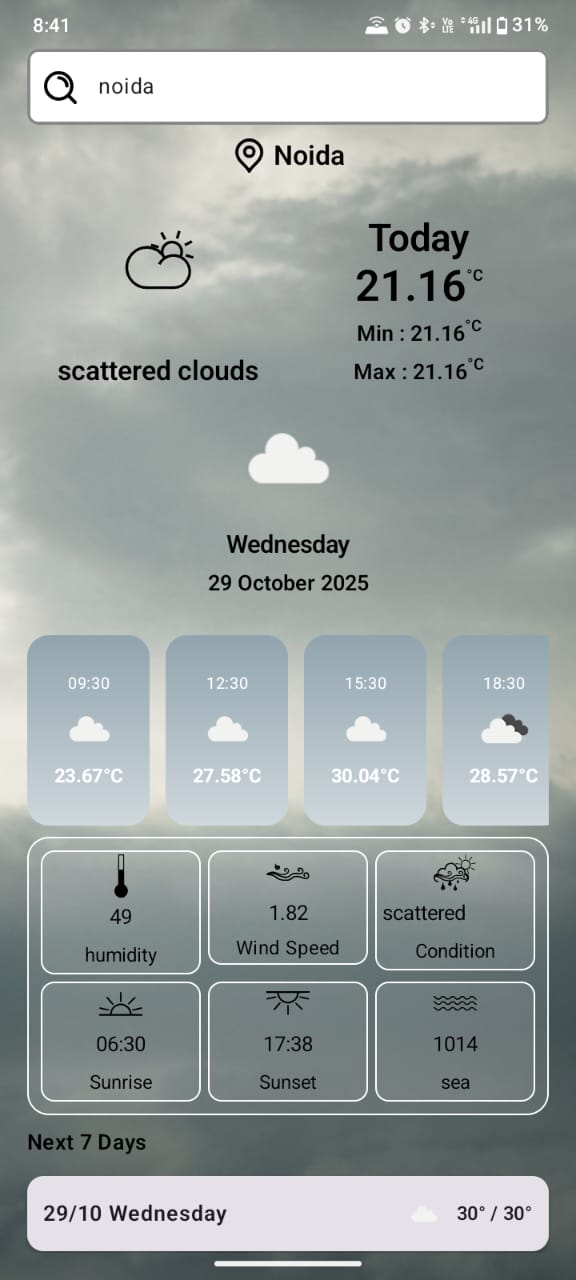 8:41
4G
Vo
LTE
31%
noida
Noida
Today
21.16°C
Min : 21.16°C
Max : 21.16°C
scattered clouds
Wednesday
29 October 2025
09:30
12:30
15:30
18:30
23.67°C
27.58°C
30.04°C
28.57°C
49
1.82
scattered
humidity
Wind Speed
Condition
06:30
17:38
1014
Sunrise
Sunset
sea
Next 7 Days
29/10 Wednesday
30° / 30°